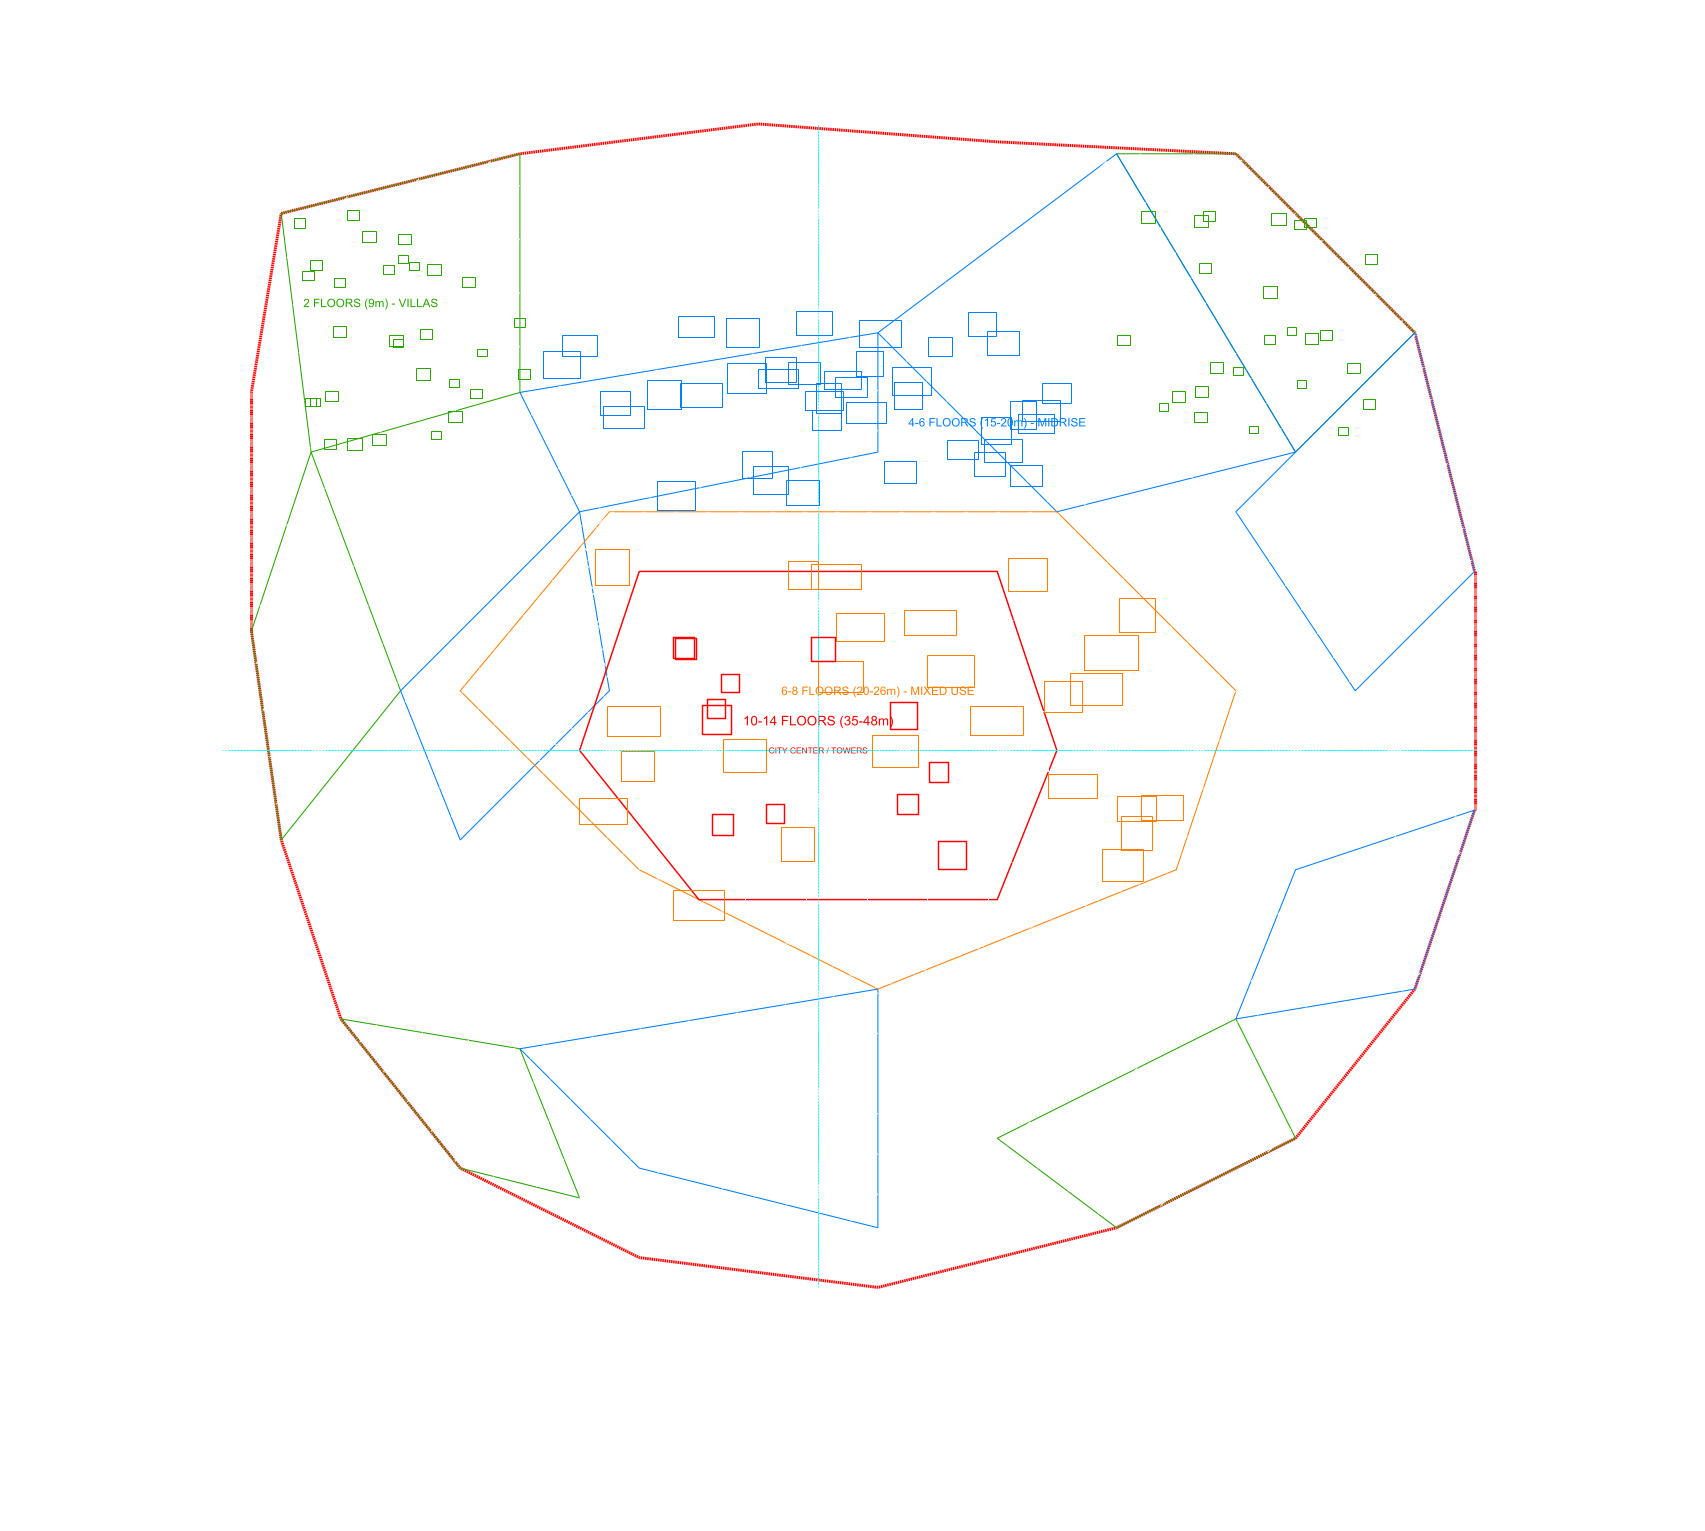 2 FLOORS (9m) - VILLAS
4-6 FLOORS (15-20m) - MIDRISE
6-8 FLOORS (20-26m) - MIXED USE
10-14 FLOORS (35-48m)
CITY CENTER / TOWERS